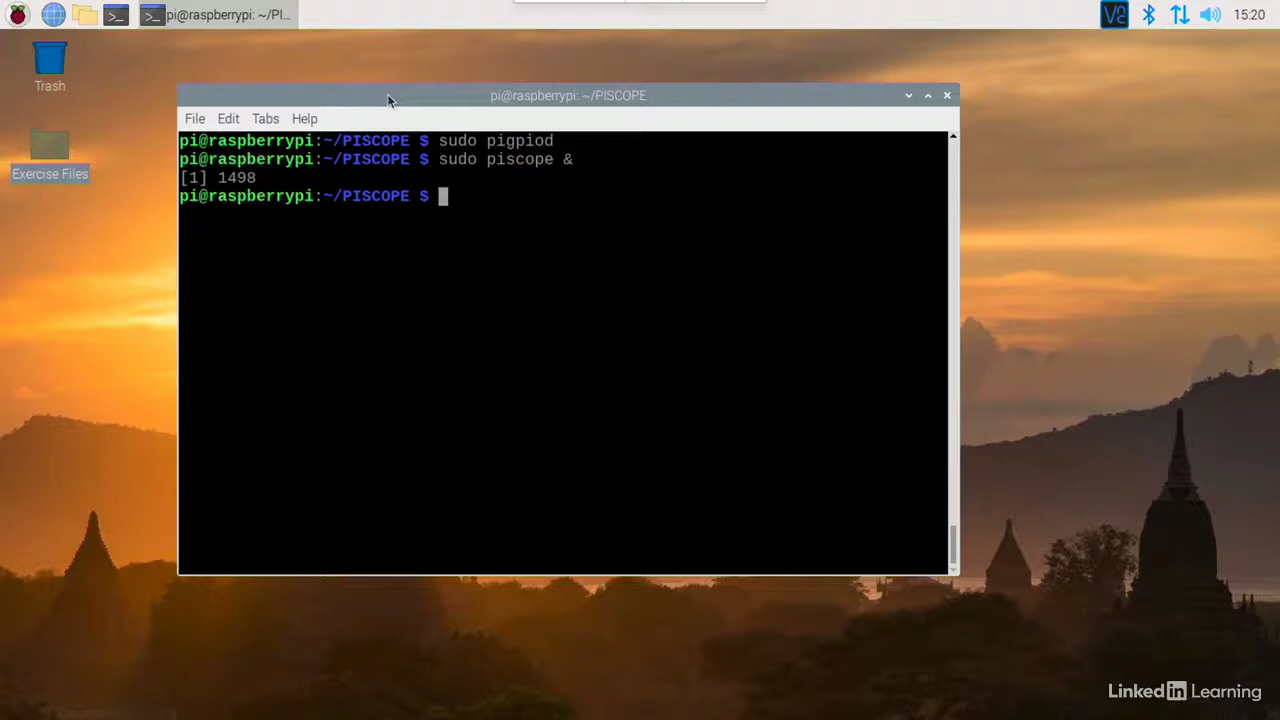 pi@raspberrypi: ~/PI...
15:20
Trash
Exercise Files
pi@raspberrypi: ~/PISCOPE
File Edit Tabs Help
pi@raspberrypi:~/PISCOPE $ sudo pigpiod
pi@raspberrypi:~/PISCOPE $ sudo piscope &
[1] 1498
pi@raspberrypi:~/PISCOPE $
LinkedIn Learning